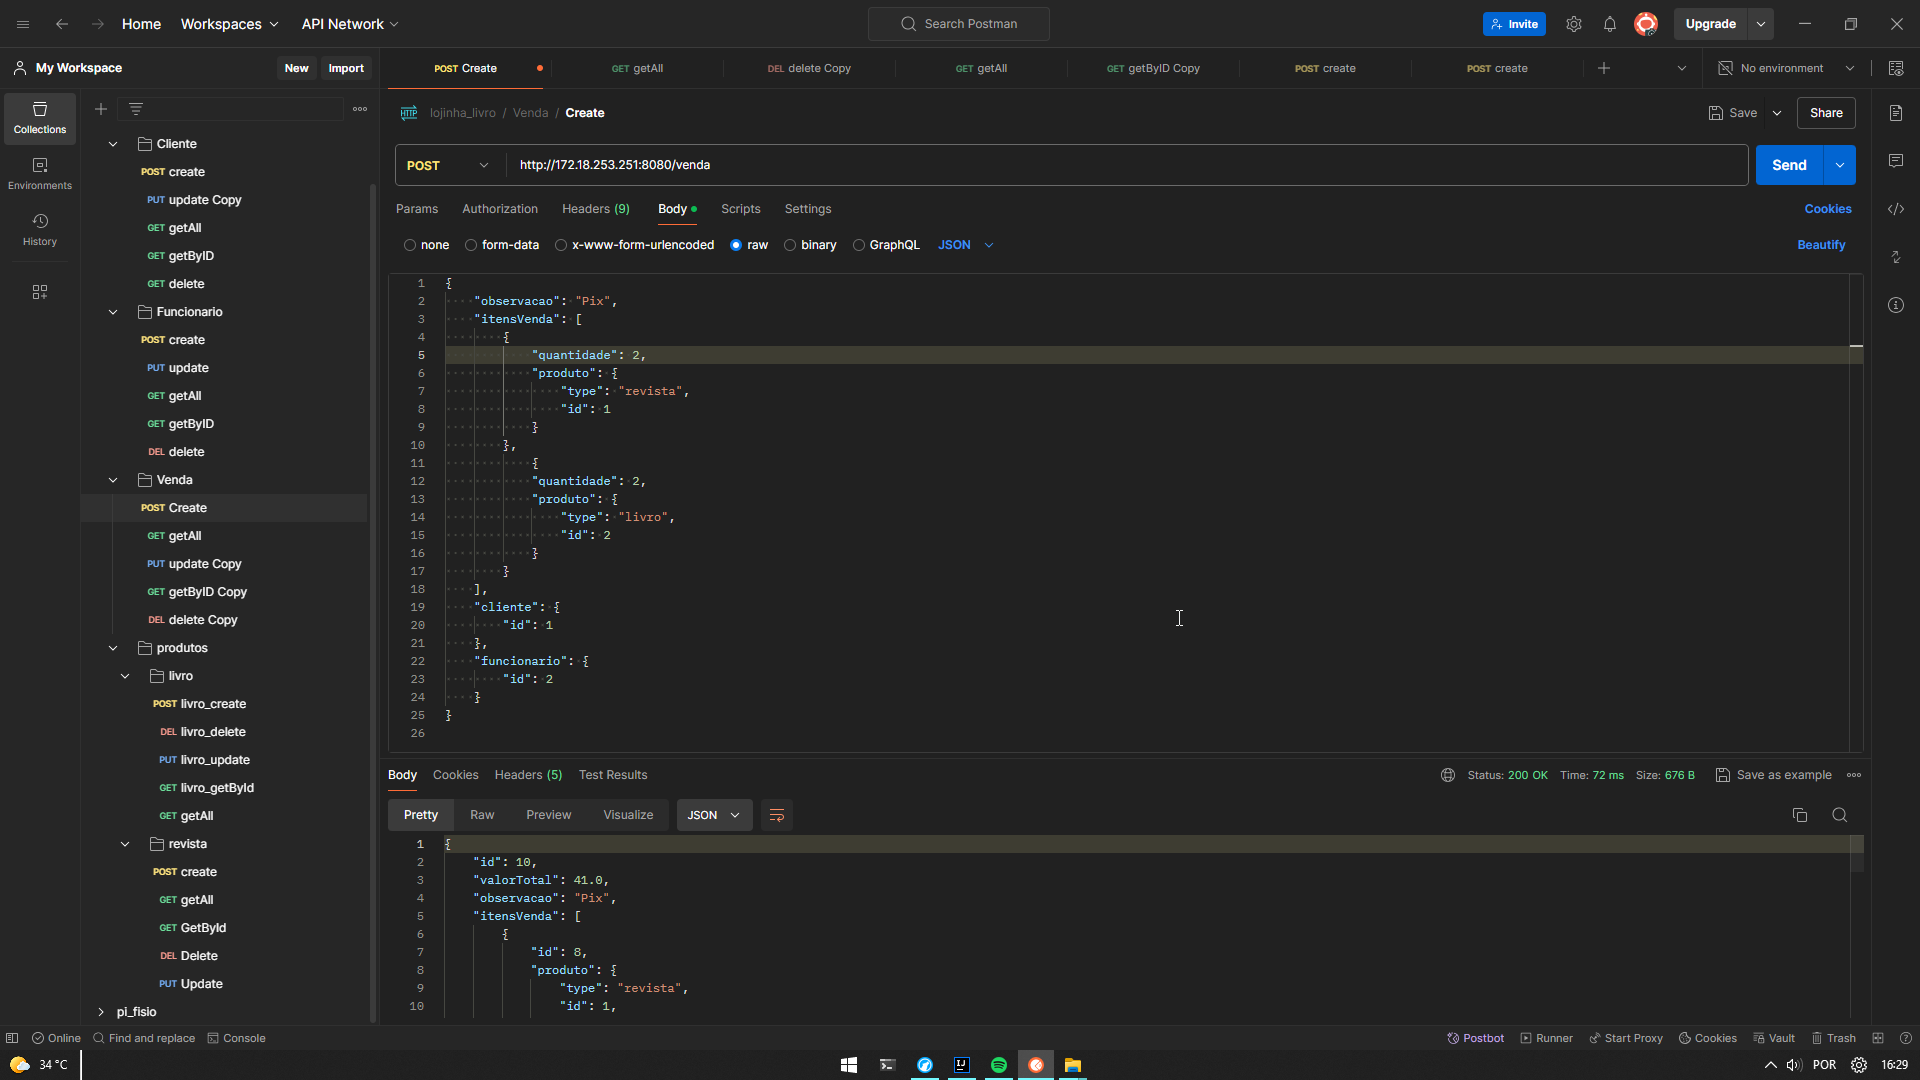 Home Workspaces API Network Search Postman Invite Upgrade
My Workspace New Import
POST Create GET getAll DEL delete Copy GET getAll GET getByID Copy POST create POST create No environment
Collections
Environments
History
Cliente
POST create
PUT update Copy
GET getAll
GET getByID
GET delete
Funcionario
POST create
PUT update
GET getAll
GET getByID
DEL delete
Venda
POST Create
GET getAll
PUT update Copy
GET getByID Copy
DEL delete Copy
produtos
livro
POST livro_create
DEL livro_delete
PUT livro_update
GET livro_getById
GET getAll
revista
POST create
GET getAll
GET GetById
DEL Delete
PUT Update
pi_fisio
HTTP lojinha_livro / Venda / Create Save Share
POST http://172.18.253.251:8080/venda Send
Params Authorization Headers (9) Body Scripts Settings Cookies
none form-data x-www-form-urlencoded raw binary GraphQL JSON Beautify
1 {
2 "observacao": "Pix",
3 "itensVenda": [
4 {
5 "quantidade": 2,
6 "produto": {
7 "type": "revista",
8 "id": 1
9 }
10 },
11 {
12 "quantidade": 2,
13 "produto": {
14 "type": "livro",
15 "id": 2
16 }
17 }
18 ],
19 "cliente": {
20 "id": 1
21 },
22 "funcionario": {
23 "id": 2
24 }
25 }
26
Body Cookies Headers (5) Test Results Status: 200 OK Time: 72 ms Size: 676 B Save as example
Pretty Raw Preview Visualize JSON
1 {
2 "id": 10,
3 "valorTotal": 41.0,
4 "observacao": "Pix",
5 "itensVenda": [
6 {
7 "id": 8,
8 "produto": {
9 "type": "revista",
10 "id": 1,
Online Find and replace Console Postbot Runner Start Proxy Cookies Vault Trash
34 °C IJ POR 16:29